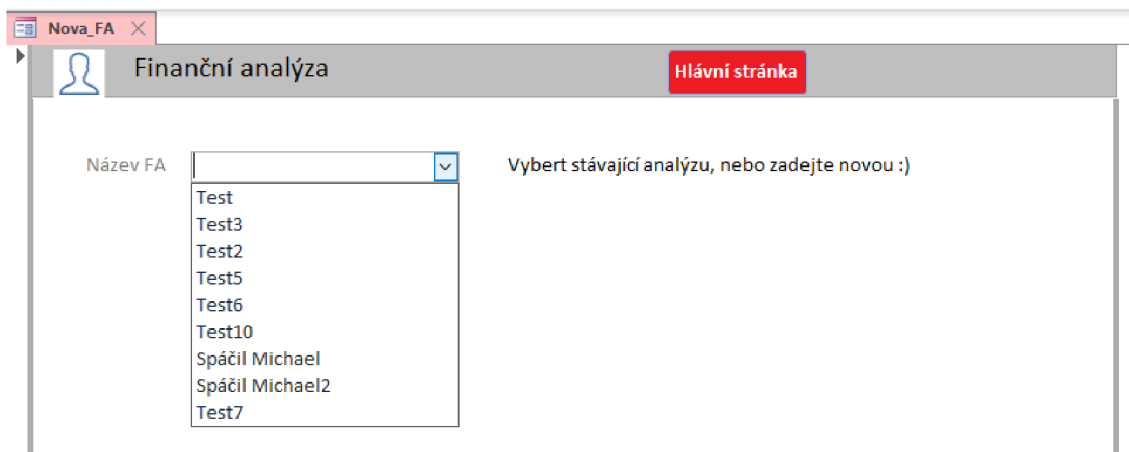 Nova_FA
Finanční analýza
Hlávní stránka
Název FA
Vybert stávající analýzu, nebo zadejte novou :)
Test
Test3
Test2
Test5
Test6
Test10
Spáčil Michael
Spáčil Michael2
Test7